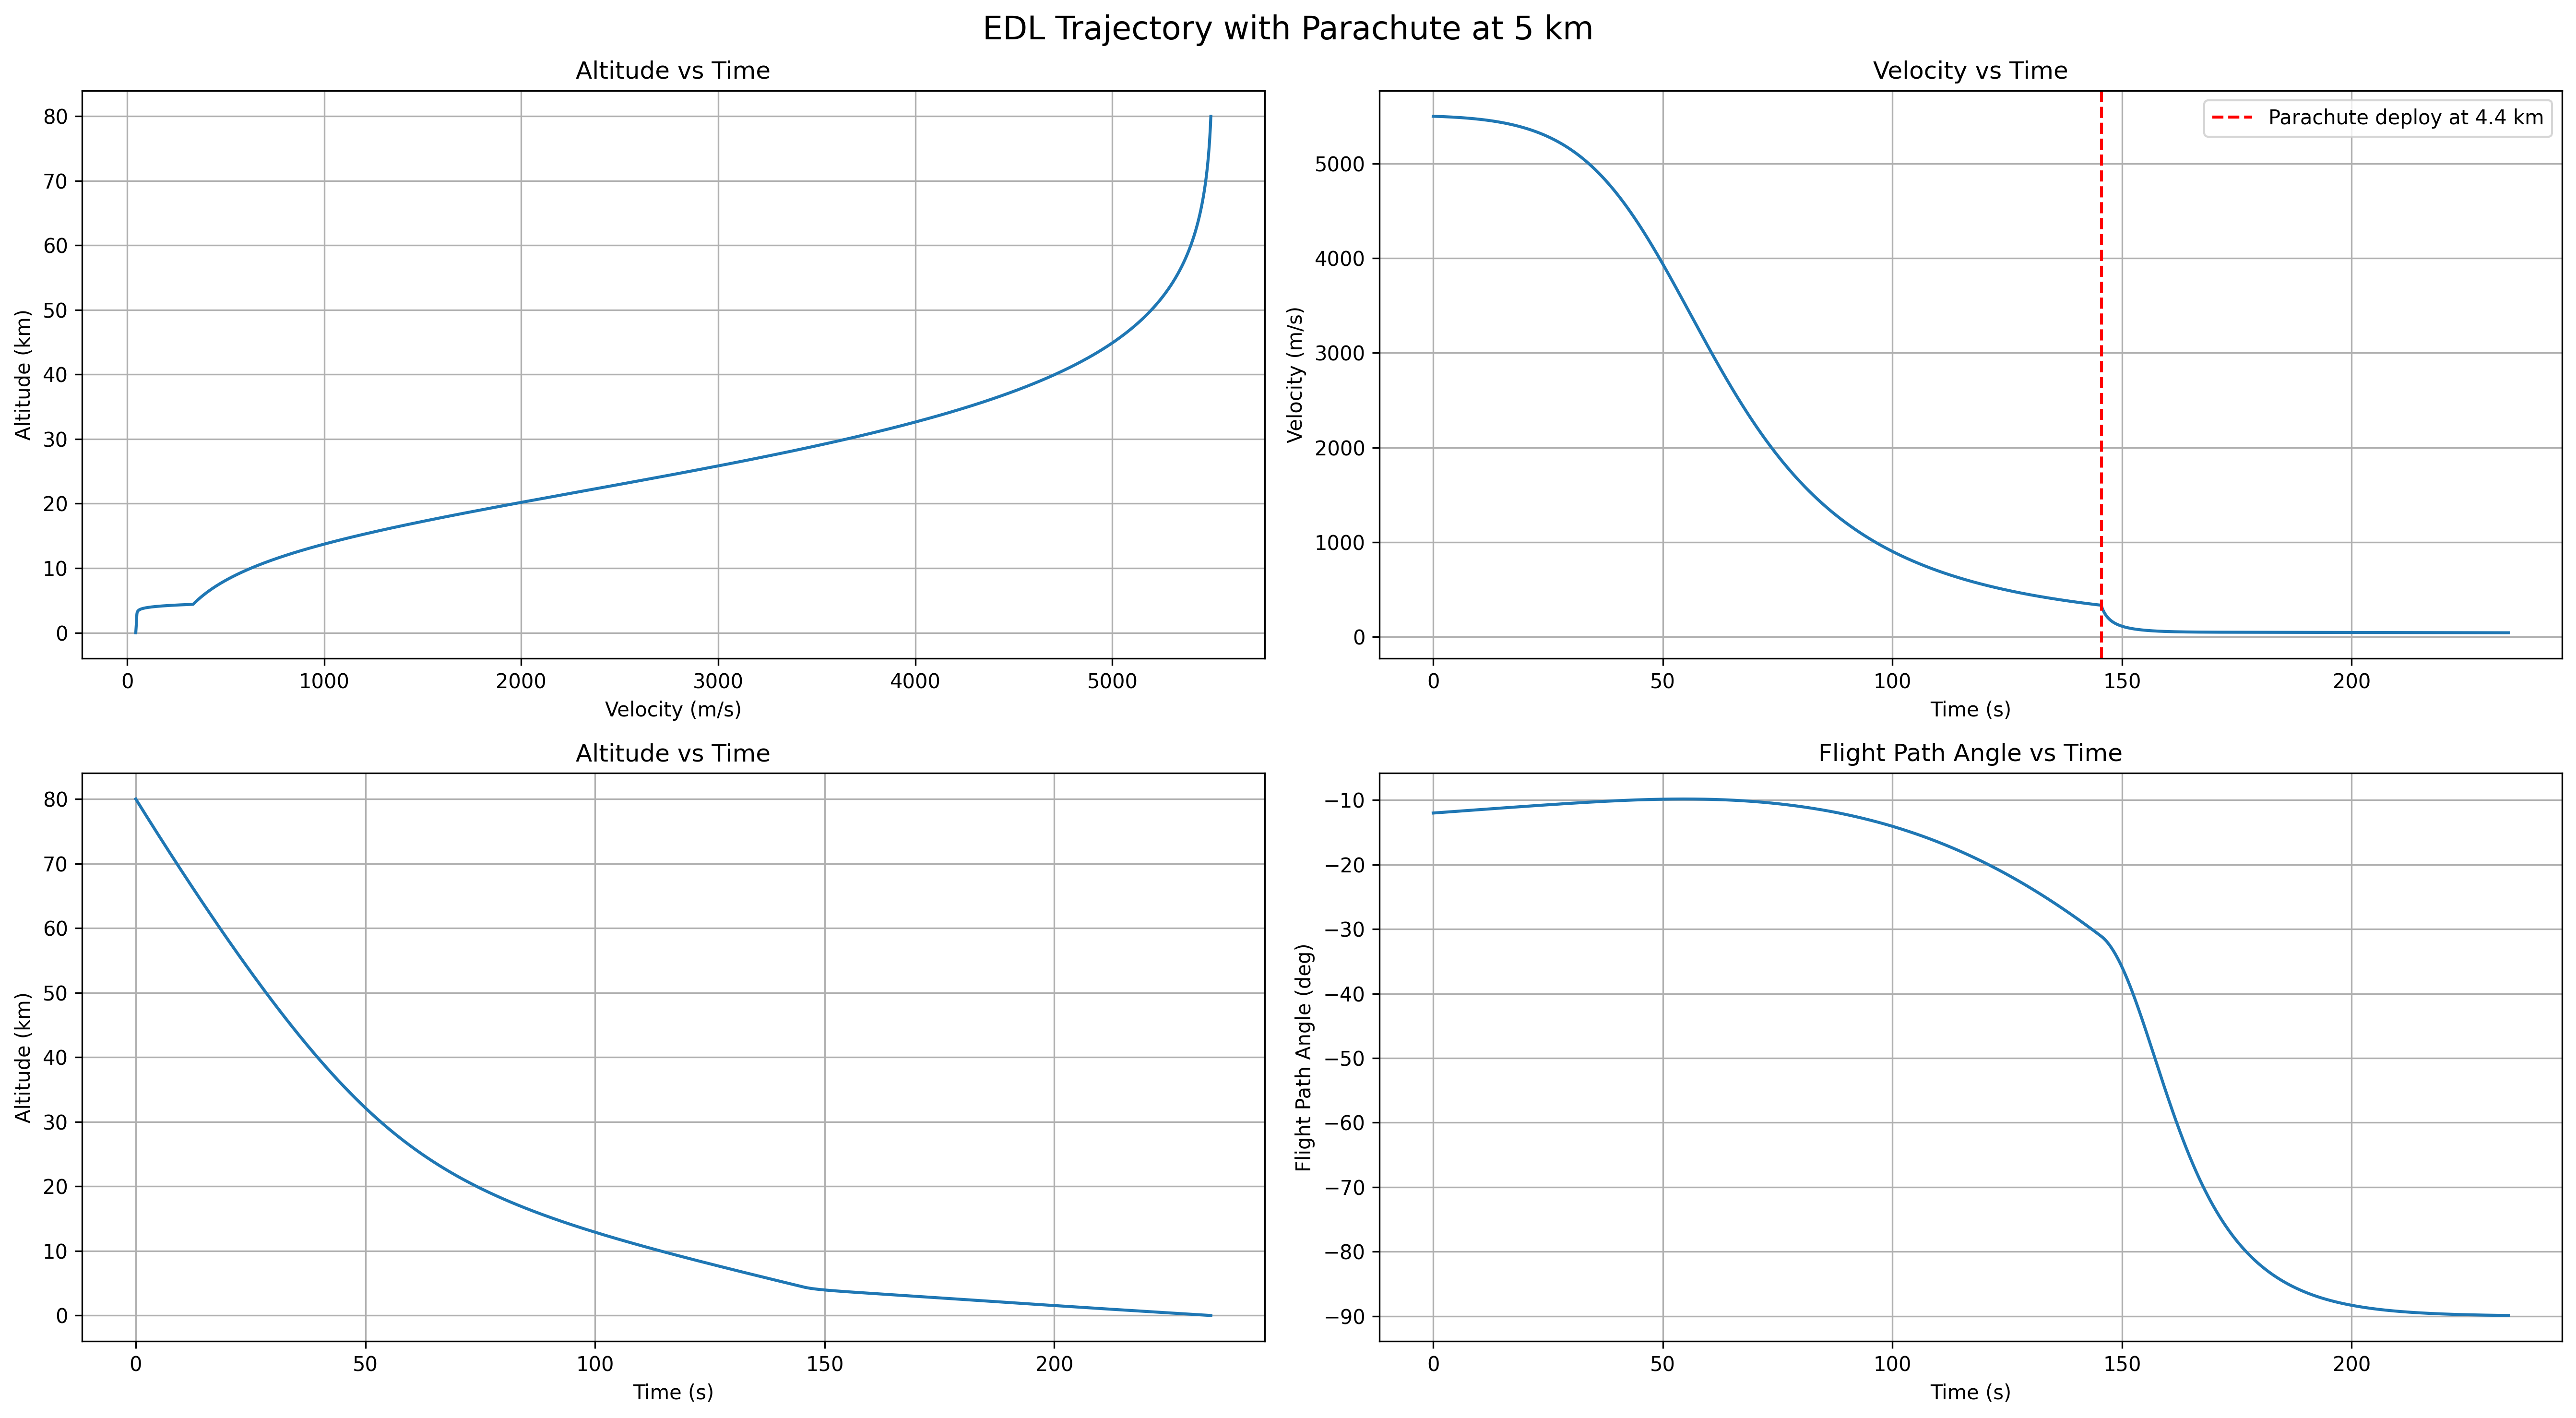 EDL Trajectory with Parachute at 5 km
Altitude vs Time
Altitude (km)
80
70
60
50
40
30
20
10
0
0 1000 2000 3000 4000 5000
Velocity (m/s)
Velocity vs Time
Velocity (m/s)
5000
4000
3000
2000
1000
0
Parachute deploy at 4.4 km
0 50 100 150 200
Time (s)
Altitude vs Time
Altitude (km)
80
70
60
50
40
30
20
10
0
0 50 100 150 200
Time (s)
Flight Path Angle vs Time
Flight Path Angle (deg)
−10
−20
−30
−40
−50
−60
−70
−80
−90
0 50 100 150 200
Time (s)